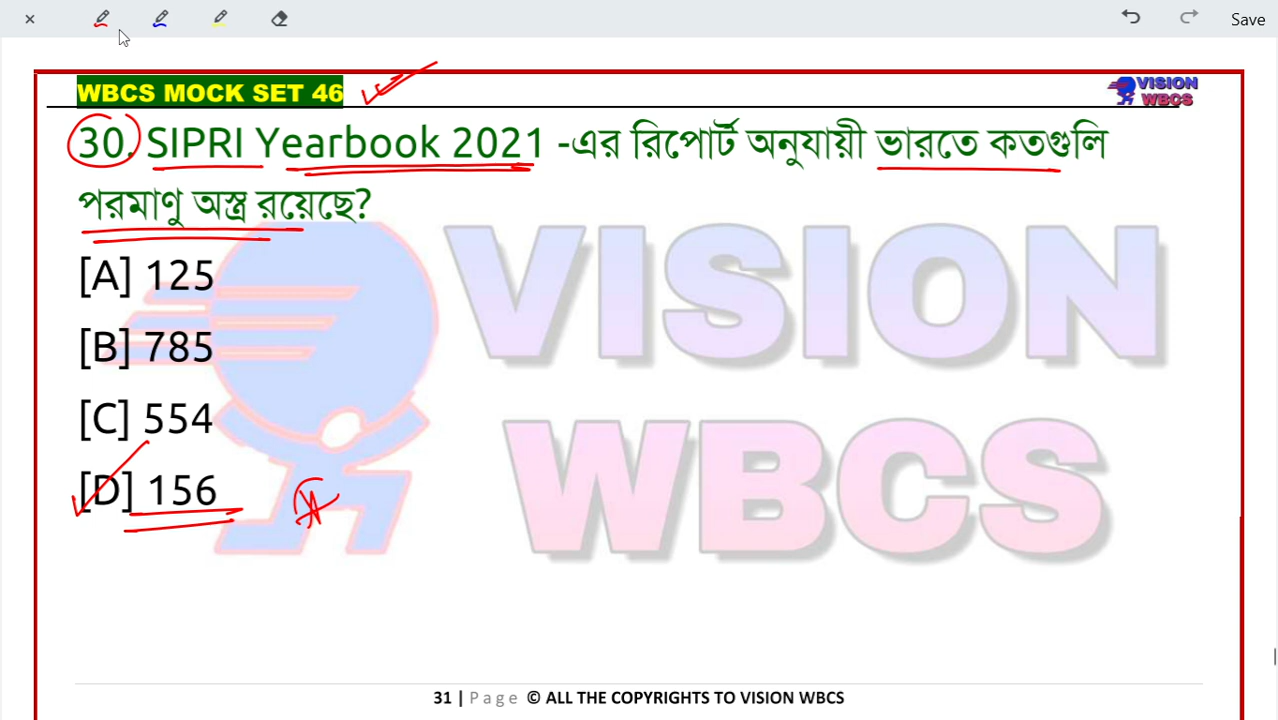 Save
WBCS MOCK SET 46
VISION
WBCS
30. SIPRI Yearbook 2021 -এর রিপোর্ট অনুযায়ী ভারতে কতগুলি
পরমাণু অস্ত্র রয়েছে?
[A] 125
[B] 785
[C] 554
[D] 156
VISION
WBCS
31 | Page © ALL THE COPYRIGHTS TO VISION WBCS